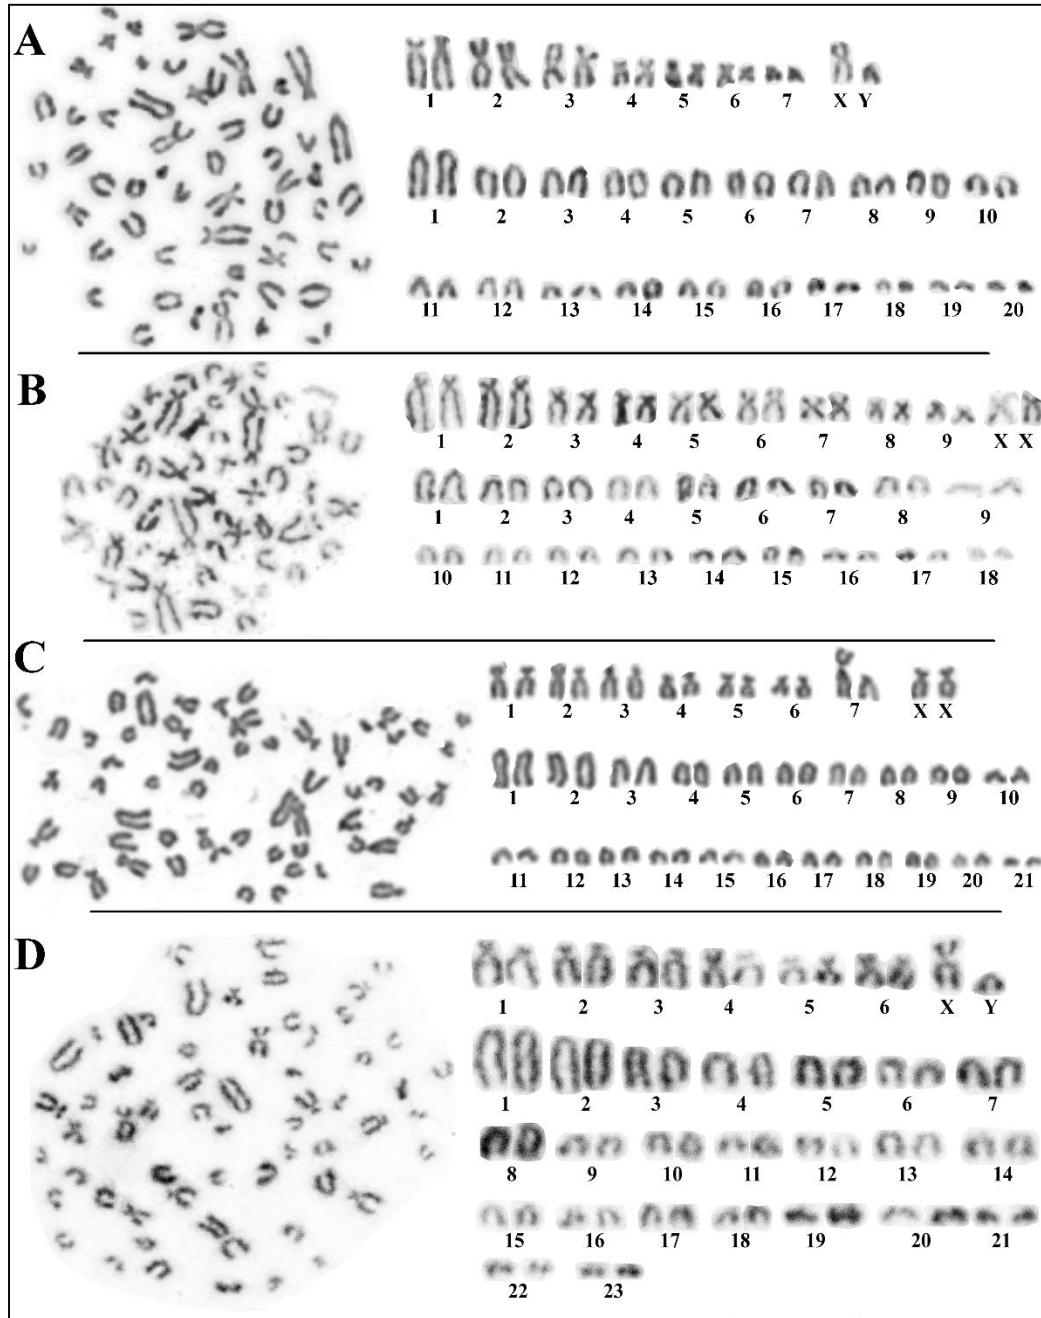 A
1 2 3 4 5 6 7 X Y
1 2 3 4 5 6 7 8 9 10
11 12 13 14 15 16 17 18 19 20
B
1 2 3 4 5 6 7 8 9 X X
1 2 3 4 5 6 7 8 9
10 11 12 13 14 15 16 17 18
C
1 2 3 4 5 6 7 X X
1 2 3 4 5 6 7 8 9 10
11 12 13 14 15 16 17 18 19 20 21
D
1 2 3 4 5 6 X Y
1 2 3 4 5 6 7
8 9 10 11 12 13 14
15 16 17 18 19 20 21
22 23